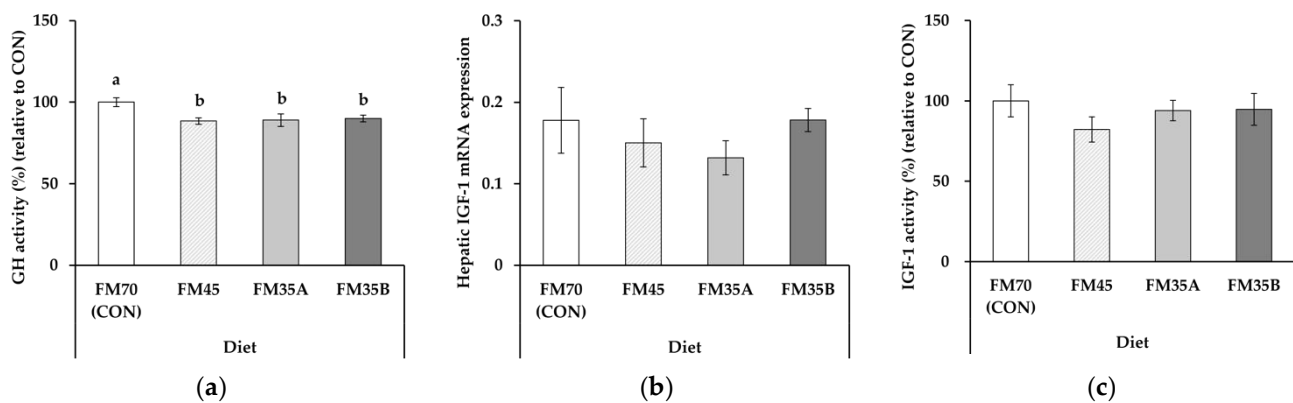 GH activity (%) (relative to CON)
150
100
50
0
a
b
b
b
FM70
(CON)
FM45
FM35A
FM35B
Diet
(a)
Hepatic IGF-1 mRNA expression
0.3
0.2
0.1
0
FM70
(CON)
FM45
FM35A
FM35B
Diet
(b)
IGF-1 activity (%) (relative to CON)
150
100
50
0
FM70
(CON)
FM45
FM35A
FM35B
Diet
(c)